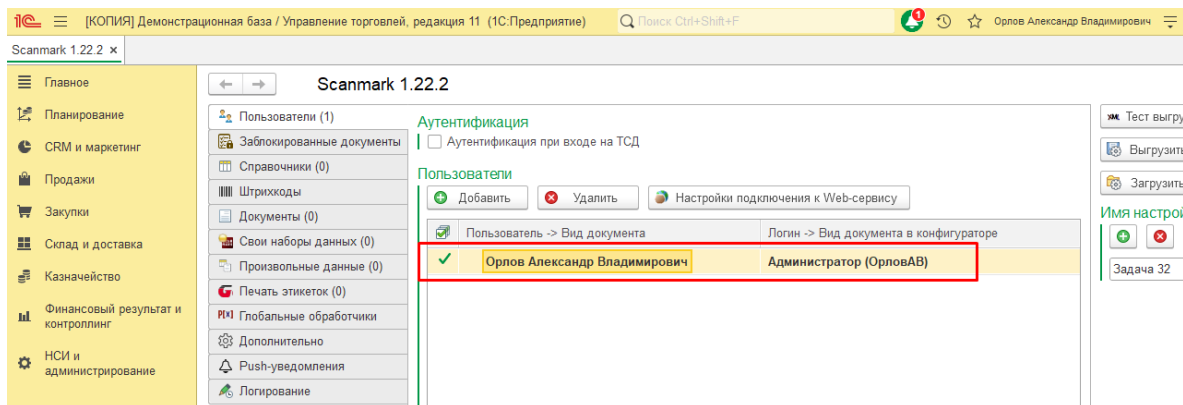 [КОПИЯ] Демонстрационная база / Управление торговлей, редакция 11 (1С:Предприятие)
Поиск Ctrl+Shift+F
1
Орлов Александр Владимирович
Scanmark 1.22.2 ×
Главное
Планирование
CRM и маркетинг
Продажи
Закупки
Склад и доставка
Казначейство
Финансовый результат и
контроллинг
НСИ и
администрирование
Scanmark 1.22.2
Пользователи (1)
Заблокированные документы
Справочники (0)
Штрихкоды
Документы (0)
Свои наборы данных (0)
Произвольные данные (0)
Печать этикеток (0)
Глобальные обработчики
Дополнительно
Push-уведомления
Логирование
Аутентификация
Аутентификация при входе на ТСД
Пользователи
Добавить
Удалить
Настройки подключения к Web-сервису
Пользователь -> Вид документа
Логин -> Вид документа в конфигураторе
Орлов Александр Владимирович
Администратор (ОрловАВ)
Тест выгру
Выгрузить
Загрузить
Имя настрой
Задача 32